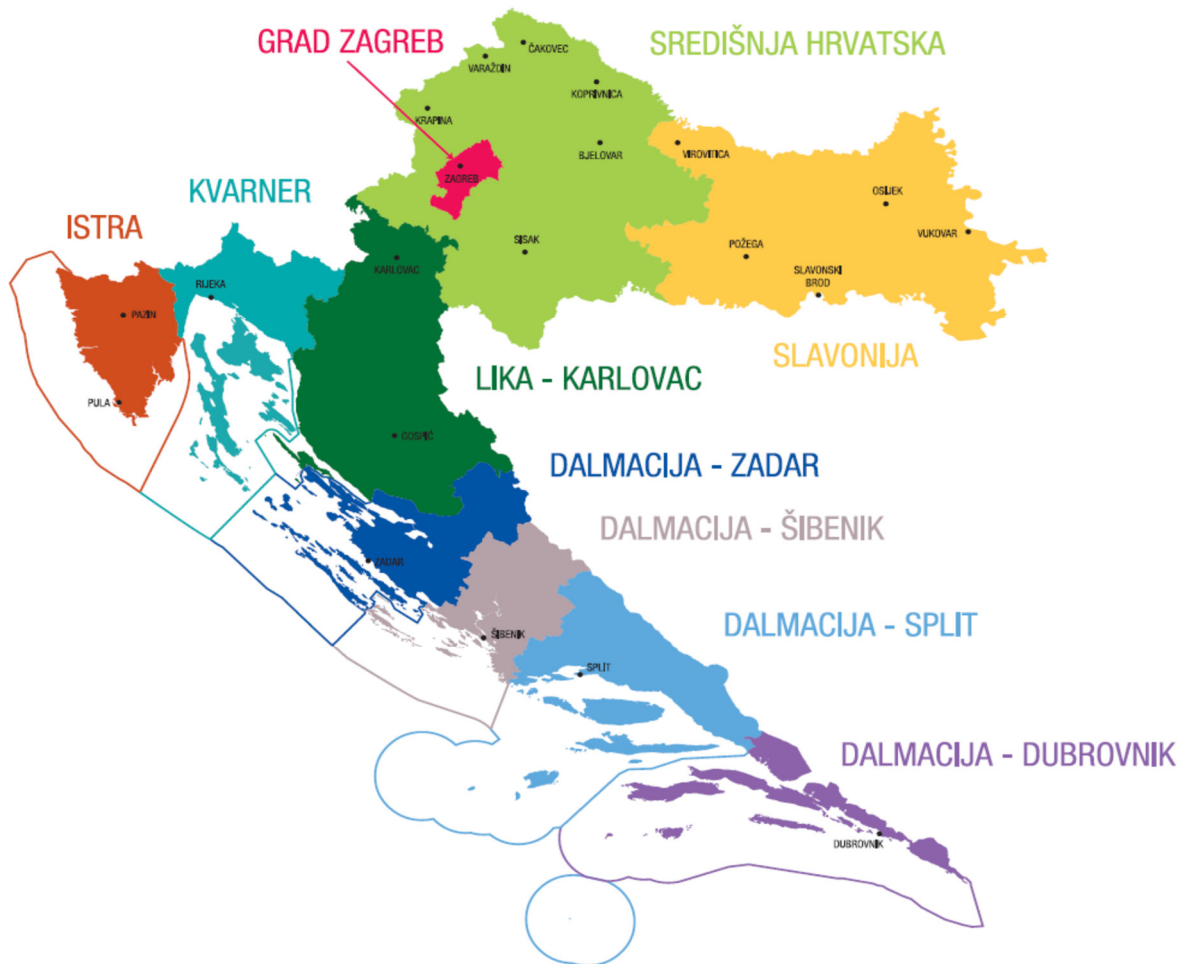 GRAD ZAGREB
SREDIŠNJA HRVATSKA
ČAKOVEC
VARAŽDIN
KOPRIVNICA
KRAPINA
BJELOVAR
VIROVITICA
ZAGREB
KVARNER
OSIJEK
ISTRA
VUKOVAR
SISAK
POŽEGA
KARLOVAC
SLAVONSKI
BROD
RIJEKA
PAZIN
SLAVONIJA
LIKA - KARLOVAC
PULA
GOSPIĆ
DALMACIJA - ZADAR
DALMACIJA - ŠIBENIK
ZADAR
DALMACIJA - SPLIT
ŠIBENIK
SPLIT
DALMACIJA - DUBROVNIK
DUBROVNIK